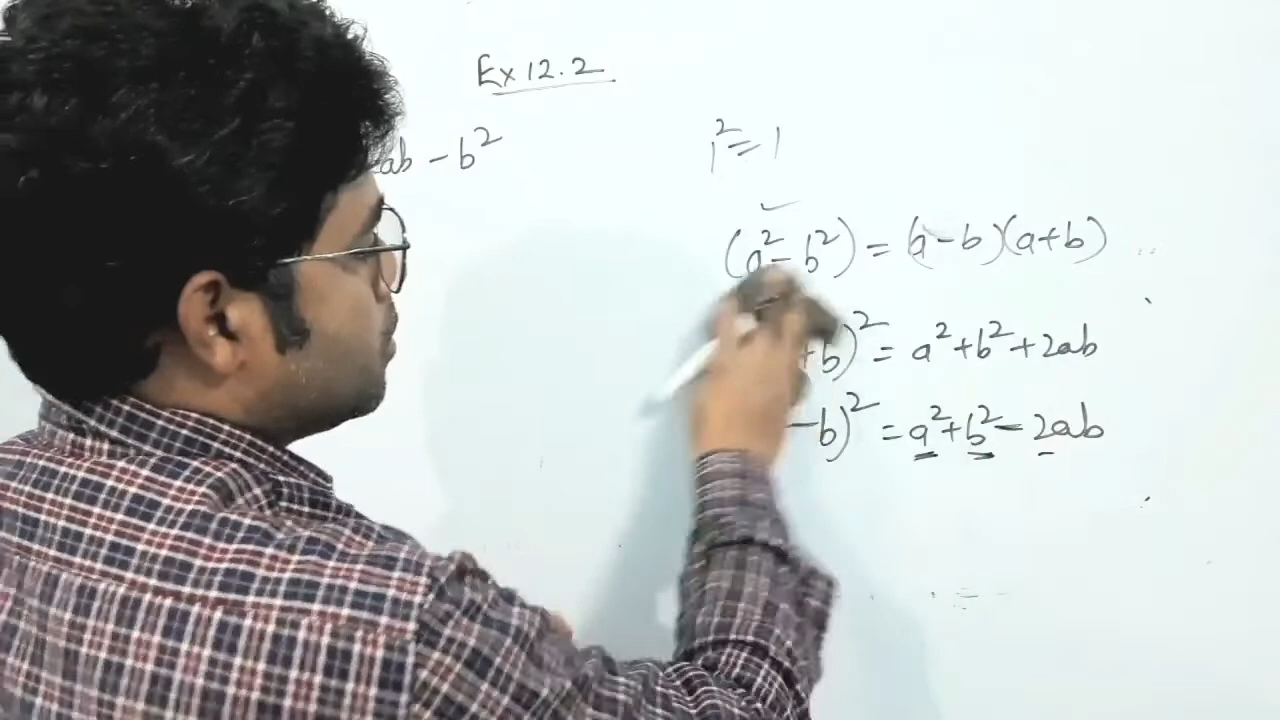 Ex 12.2
ab - b²
1² = 1
(a² - b²) = (a - b)(a + b)
+ b)² = a² + b² + 2ab
- b)² = a² + b² - 2ab